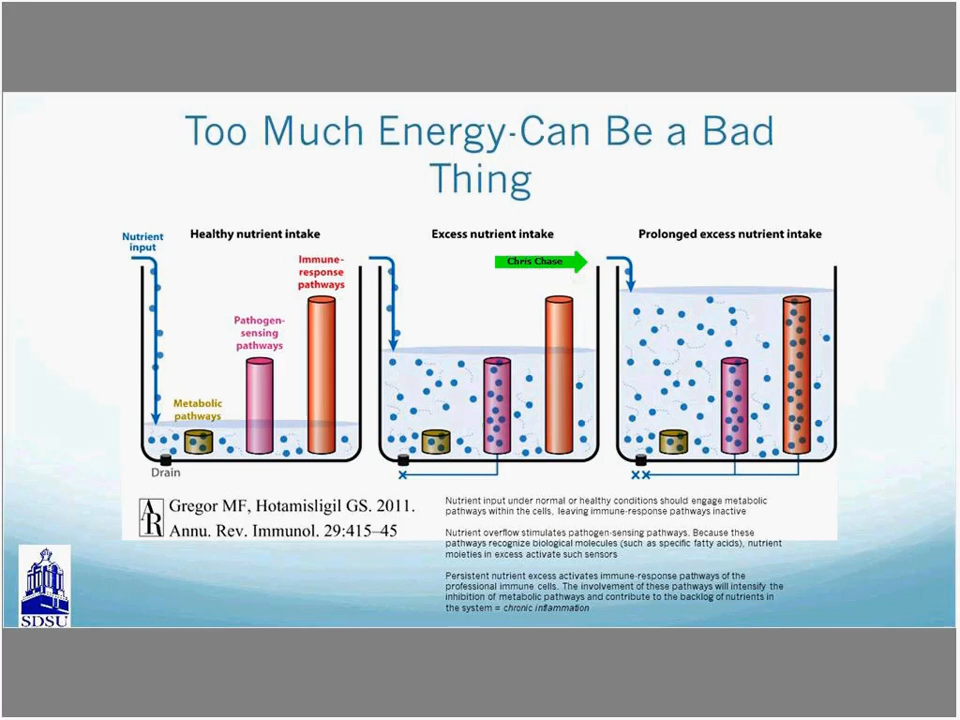 Too Much Energy-Can Be a Bad
Thing
Nutrient
input
Healthy nutrient intake
Excess nutrient intake
Prolonged excess nutrient intake
Chris Chase
Immune-
response
pathways
Pathogen-
sensing
pathways
Metabolic
pathways
Drain
AR
Gregor MF, Hotamisligil GS. 2011.
Annu. Rev. Immunol. 29:415–45
Nutrient input under normal or healthy conditions should engage metabolic
pathways within the cells, leaving immune-response pathways inactive
Nutrient overflow stimulates pathogen-sensing pathways. Because these
pathways recognize biological molecules (such as specific fatty acids), nutrient
moieties in excess activate such sensors
Persistent nutrient excess activates immune-response pathways of the
professional immune cells. The involvement of these pathways will intensify the
inhibition of metabolic pathways and contribute to the backlog of nutrients in
the system = chronic inflammation
SDSU